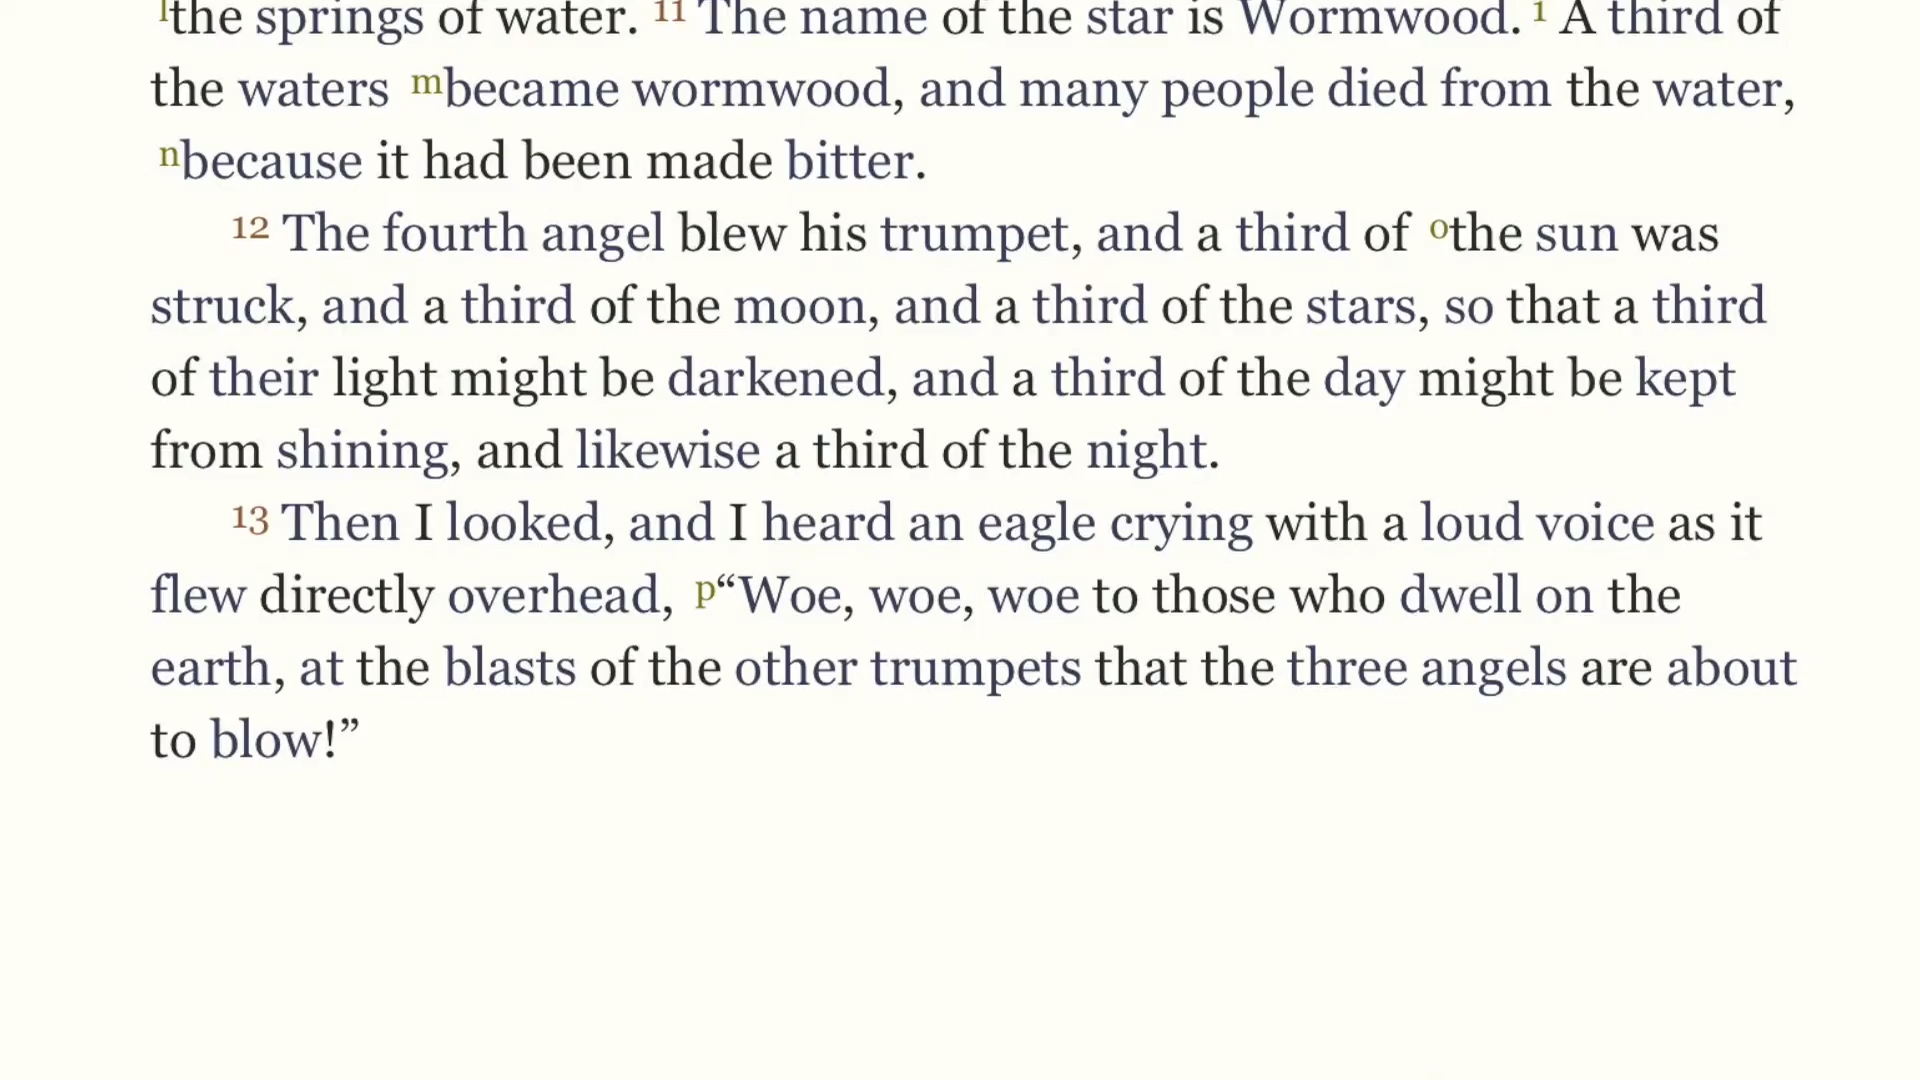 lthe springs of water. 11 The name of the star is Wormwood. 1 A third of
the waters mbecame wormwood, and many people died from the water,
nbecause it had been made bitter.
12 The fourth angel blew his trumpet, and a third of othe sun was
struck, and a third of the moon, and a third of the stars, so that a third
of their light might be darkened, and a third of the day might be kept
from shining, and likewise a third of the night.
13 Then I looked, and I heard an eagle crying with a loud voice as it
flew directly overhead, p“Woe, woe, woe to those who dwell on the
earth, at the blasts of the other trumpets that the three angels are about
to blow!”